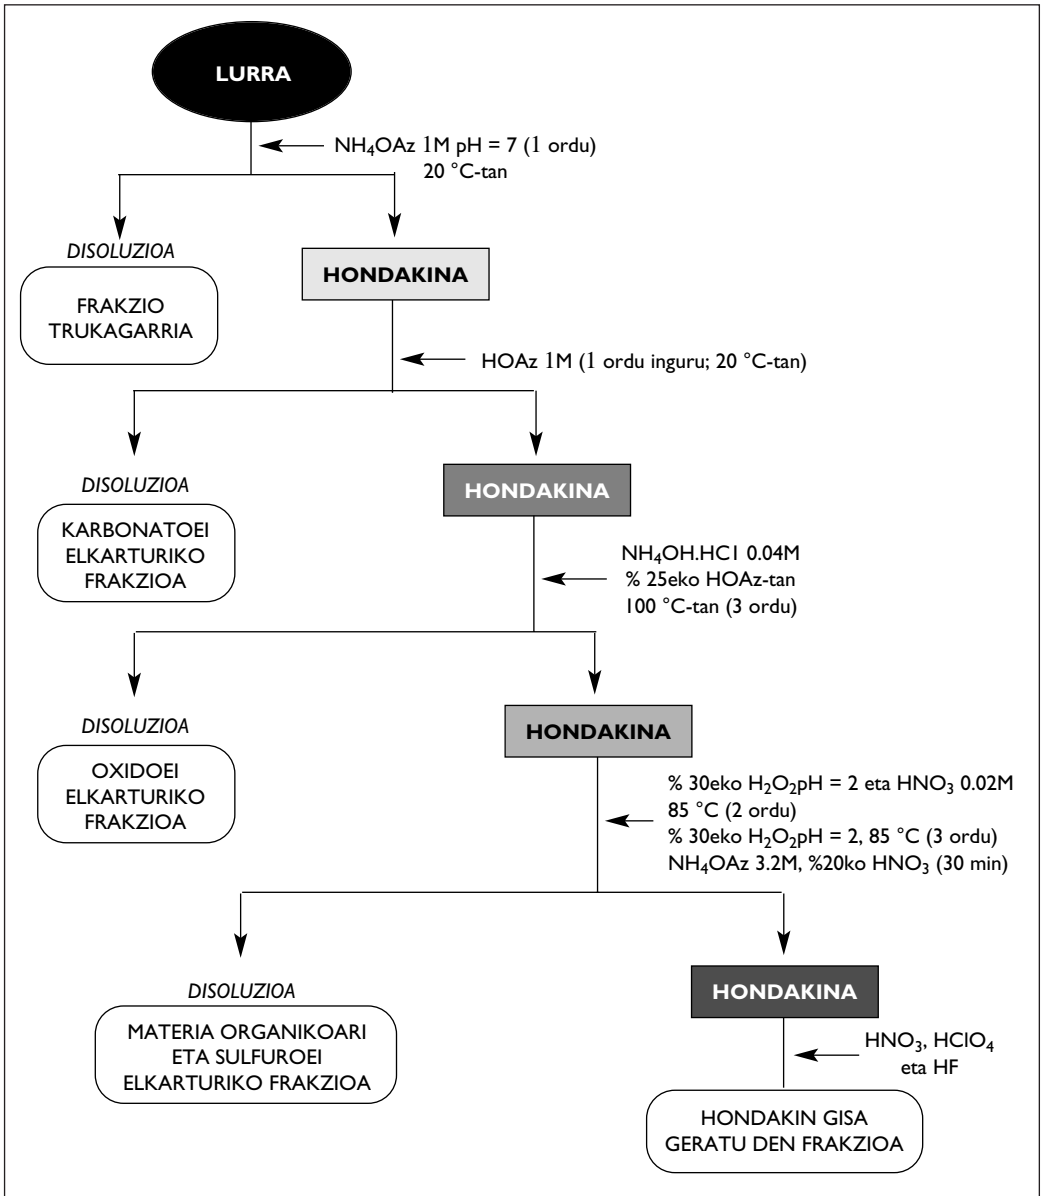 LURRA
NH₄OAz 1M pH = 7 (1 ordu)
20 °C-tan
DISOLUZIOA
FRAKZIO
TRUKAGARRIA
HONDAKINA
HOAz 1M (1 ordu inguru; 20 °C-tan)
DISOLUZIOA
KARBONATOEI
ELKARTURIKO
FRAKZIOA
HONDAKINA
NH₄OH.HC1 0.04M
% 25eko HOAz-tan
100 °C-tan (3 ordu)
DISOLUZIOA
OXIDOEI
ELKARTURIKO
FRAKZIOA
HONDAKINA
% 30eko H₂O₂pH = 2 eta HNO₃ 0.02M
85 °C (2 ordu)
% 30eko H₂O₂pH = 2, 85 °C (3 ordu)
NH₄OAz 3.2M, %20ko HNO₃ (30 min)
DISOLUZIOA
MATERIA ORGANIKOARI
ETA SULFUROEI
ELKARTURIKO FRAKZIOA
HONDAKINA
HNO₃, HClO₄
eta HF
HONDAKIN GISA
GERATU DEN FRAKZIOA